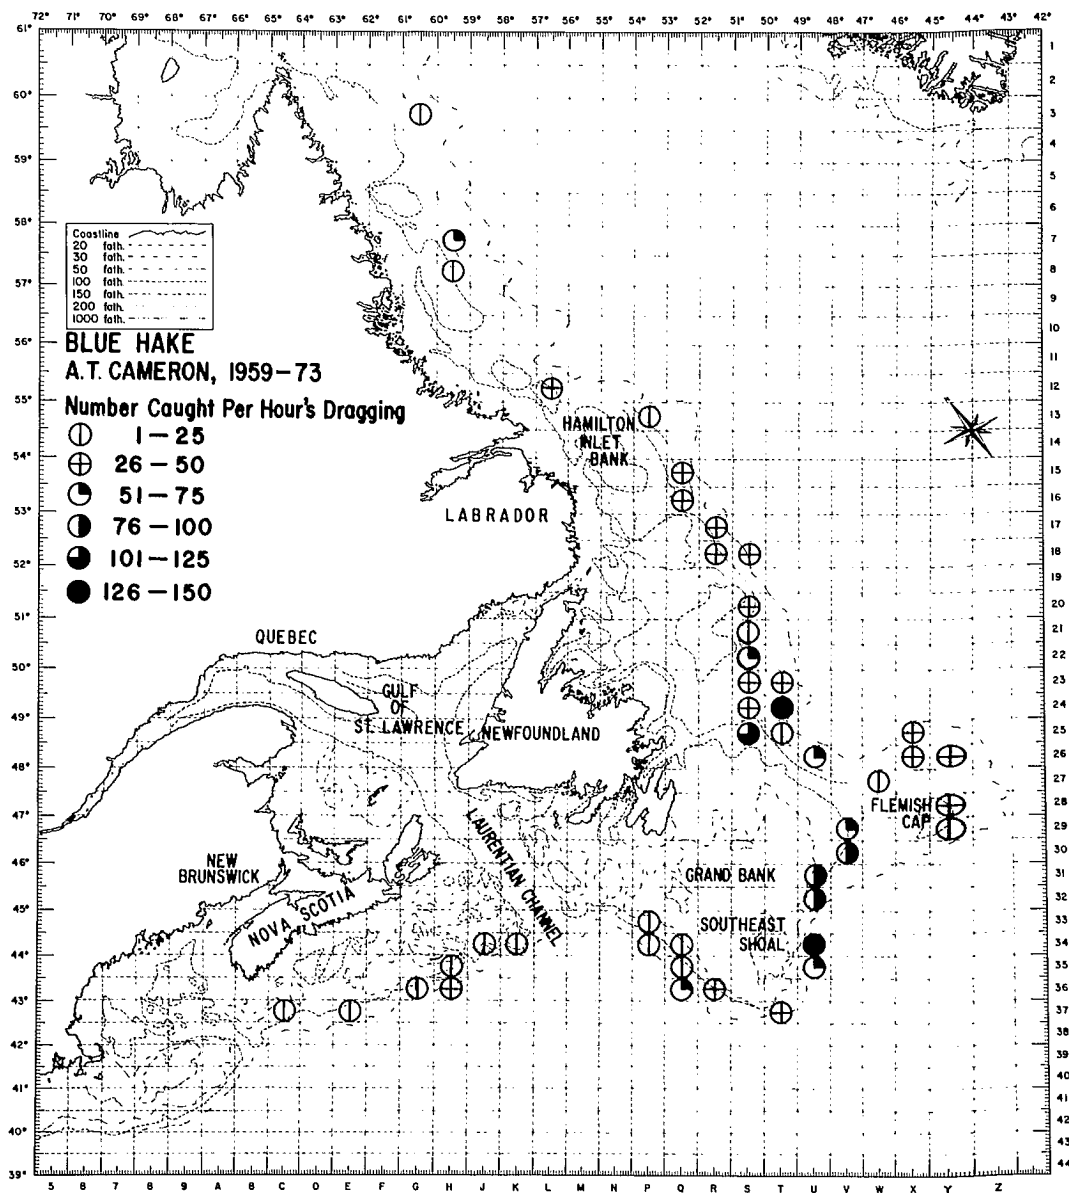 72° 71° 70° 69° 68° 67° 66° 65° 64° 63° 62° 61° 60° 59° 58° 57° 56° 55° 54° 53° 52° 51° 50° 49° 48° 47° 46° 45° 44° 43° 42°
61°
60°
59°
58°
57°
56°
55°
54°
53°
52°
51°
50°
49°
48°
47°
46°
45°
44°
43°
42°
41°
40°
39°
1
2
3
4
5
6
7
8
9
10
11
12
13
14
15
16
17
18
19
20
21
22
23
24
25
26
27
28
29
30
31
32
33
34
35
36
37
38
39
40
41
42
43
44
Coastline
20 fath.
30 fath.
50 fath.
100 fath.
150 fath.
200 fath.
1000 fath.
BLUE HAKE
A.T. CAMERON, 1959-73
Number Caught Per Hour's Dragging
1-25
26-50
51-75
76-100
101-125
126-150
HAMILTON
INLET
BANK
LABRADOR
QUEBEC
GULF
OF
ST. LAWRENCE
NEWFOUNDLAND
FLEMISH
CAP
LAURENTIAN CHANNEL
NEW
BRUNSWICK
NOVA SCOTIA
GRAND BANK
SOUTHEAST
SHOAL
5 6 7 8 9 A B C D E F G H J K L M N O P Q R S T U V W X Y Z